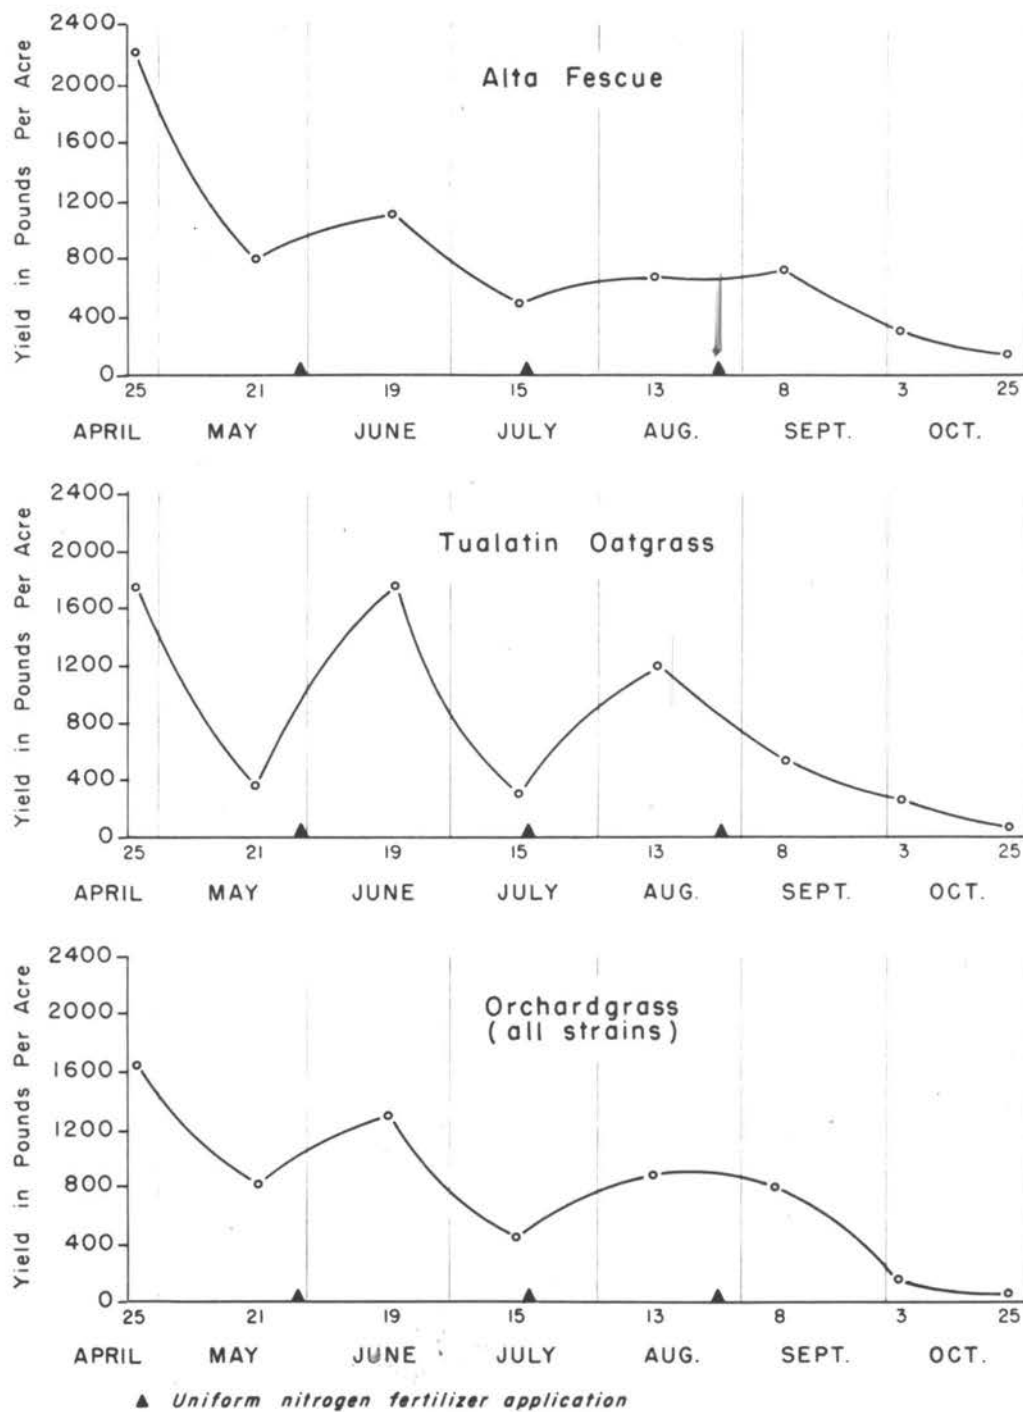 Alta Fescue
Yield in Pounds Per Acre
2400
2000
1600
1200
800
400
0
25 21 19 15 13 8 3 25
APRIL MAY JUNE JULY AUG. SEPT. OCT.
Tualatin Oatgrass
Yield in Pounds Per Acre
2400
2000
1600
1200
800
400
0
25 21 19 15 13 8 3 25
APRIL MAY JUNE JULY AUG. SEPT. OCT.
Orchardgrass
(all strains)
Yield in Pounds Per Acre
2400
2000
1600
1200
800
400
0
25 21 19 15 13 8 3 25
APRIL MAY JUNE JULY AUG. SEPT. OCT.
▲ Uniform nitrogen fertilizer application